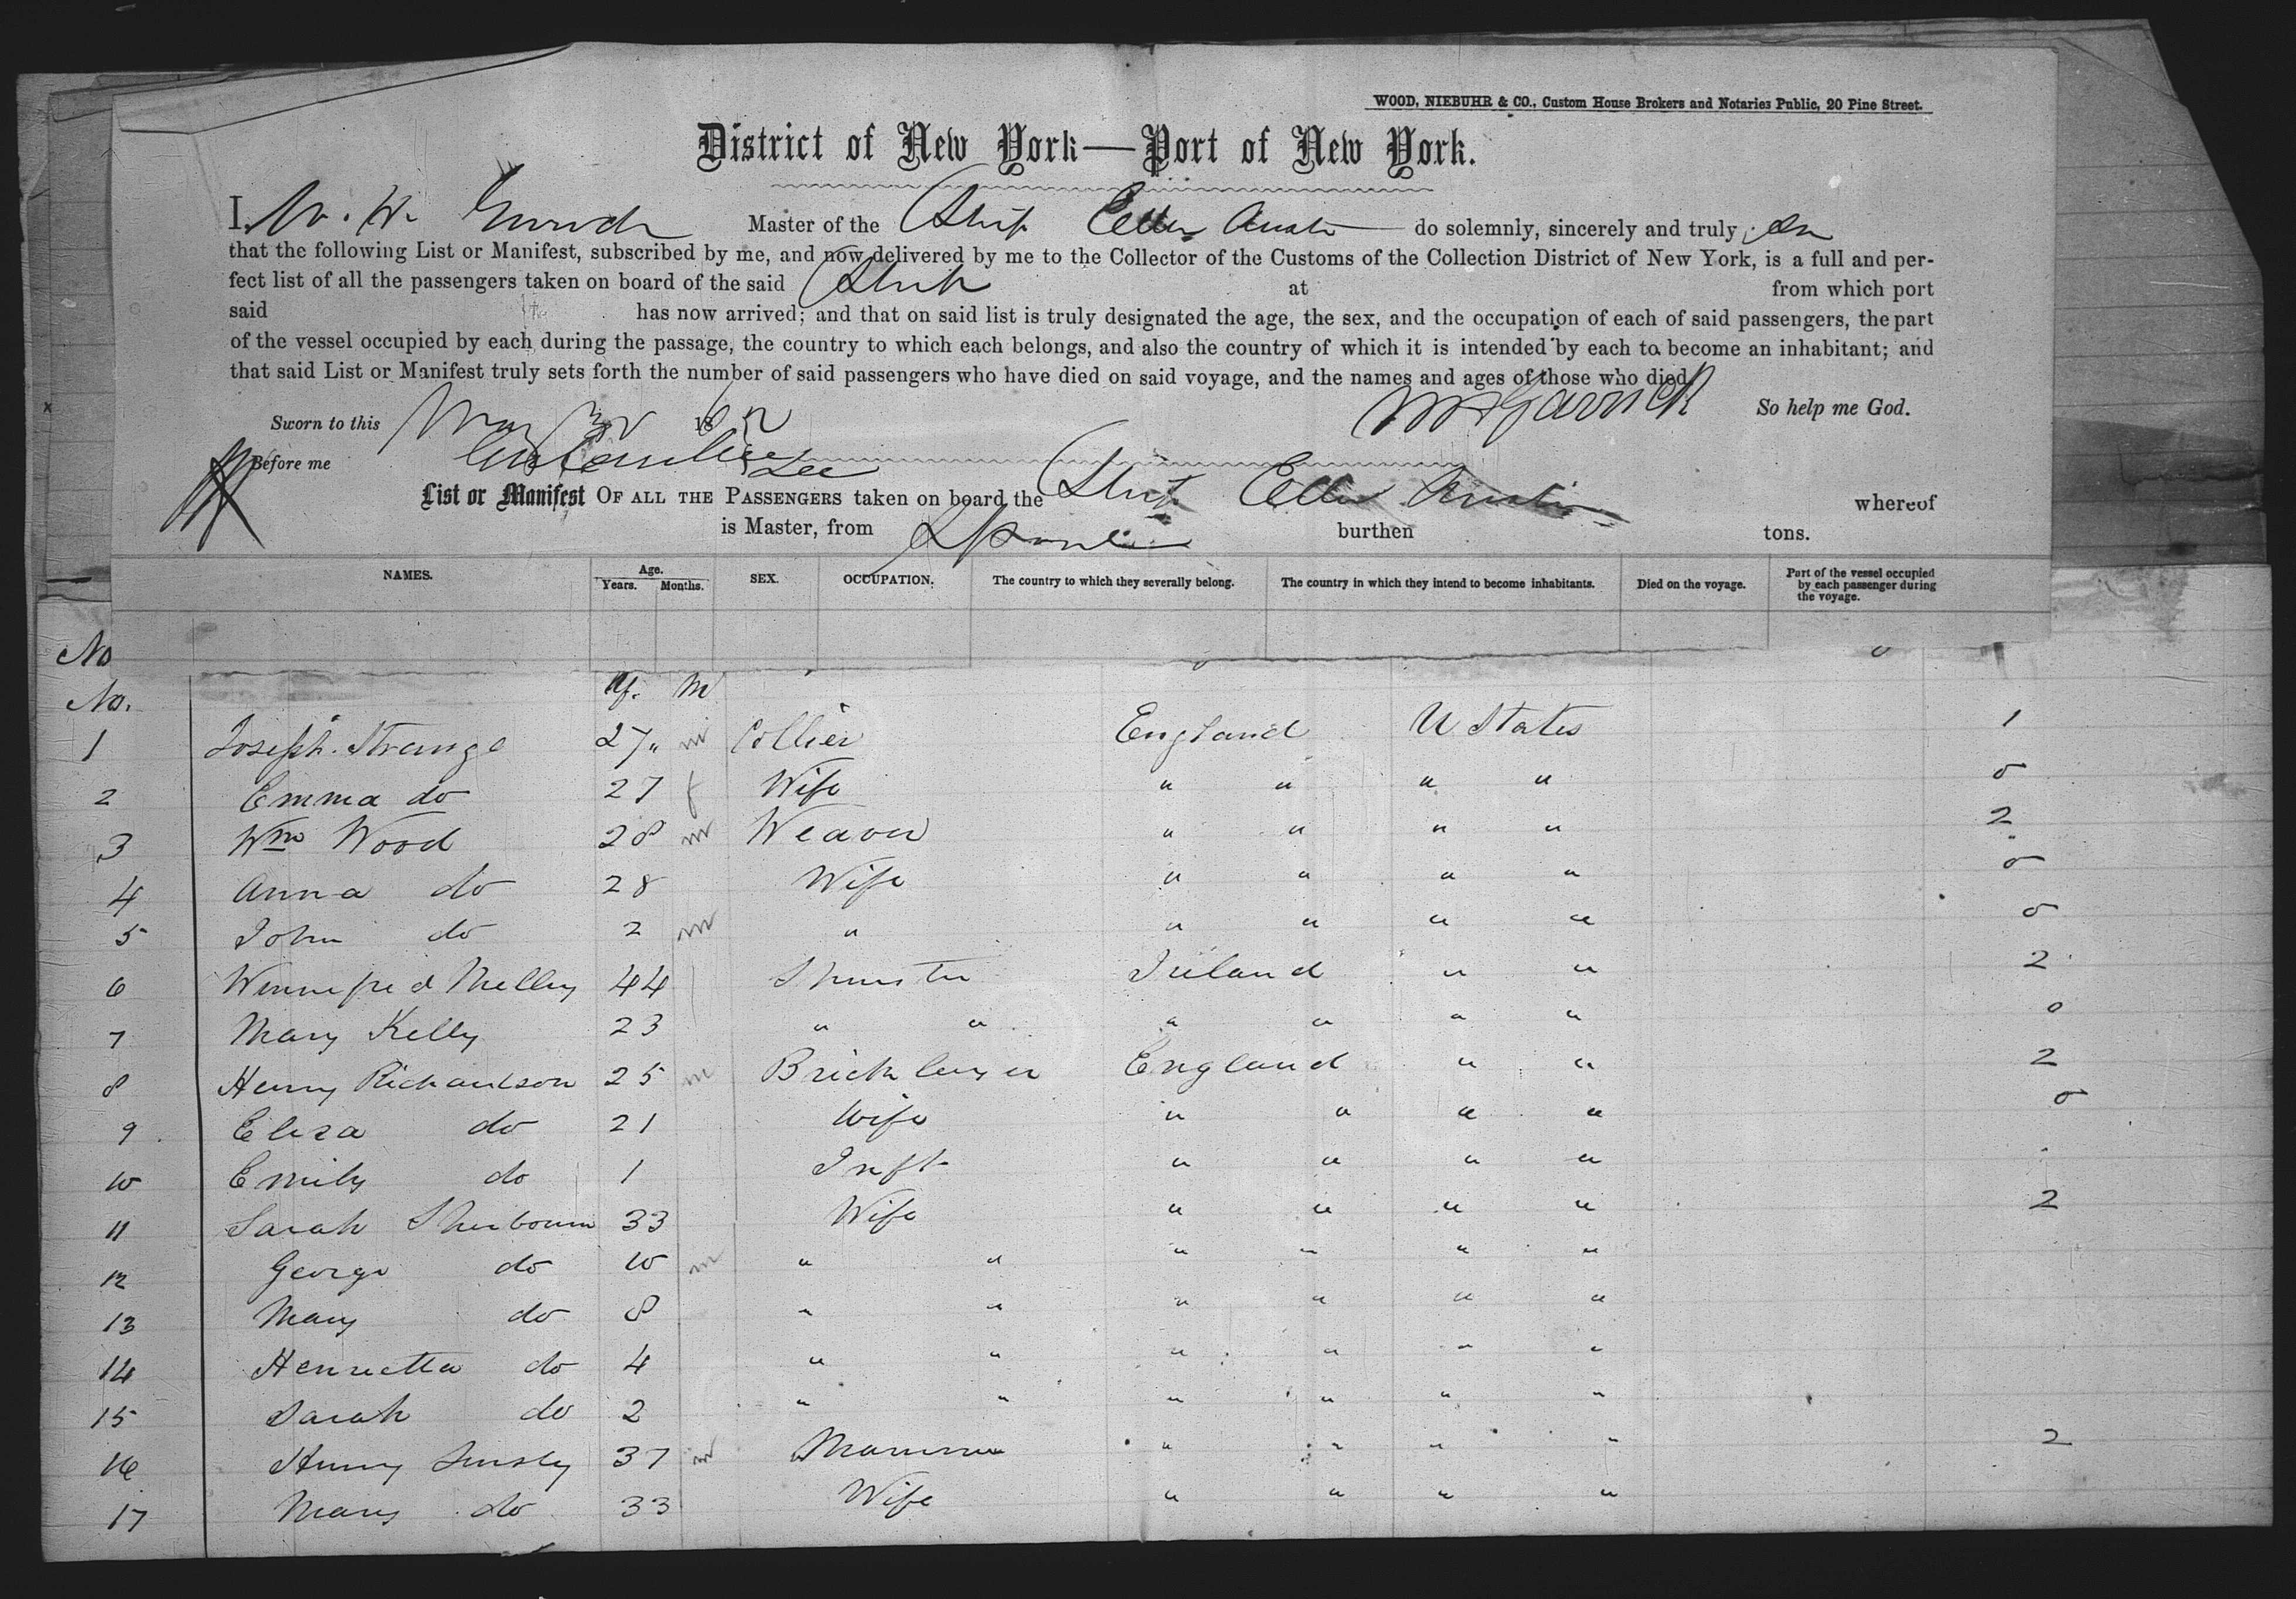 WOOD, NIEBUHR & CO., Custom House Brokers and Notaries Public, 20 Pine Street.
District of New York—Port of New York.
I, W. H. Master of the Ship Ellen Austin do solemnly, sincerely and truly
that the following List or Manifest, subscribed by me, and now delivered by me to the Collector of the Customs of the Collection District of New York, is a full and per-
fect list of all the passengers taken on board of the said Ship at from which port
said has now arrived; and that on said list is truly designated the age, the sex, and the occupation of each of said passengers, the part
of the vessel occupied by each during the passage, the country to which each belongs, and also the country of which it is intended by each to become an inhabitant; and
that said List or Manifest truly sets forth the number of said passengers who have died on said voyage, and the names and ages of those who died.
Sworn to this 18 So help me God.
Before me
List or Manifest OF ALL THE PASSENGERS taken on board the Ship Ellen Austin whereof
is Master, from burthen tons.
NAMES. Age. Years. Months. SEX. OCCUPATION. The country to which they severally belong. The country in which they intend to become inhabitants. Died on the voyage. Part of the vessel occupied by each passenger during the voyage.
No
No. Y. M
1 Joseph Strange 27 " m Collier England U States 1
2 Emma do 27 f Wife " " " " 0
3 Wm Wood 28 m Weaver " " " " 2
4 Anna do 28 Wife " " " " 0
5 John do 2 m " " " " " 0
6 Winnefred 44 Spinster Ireland " " 2
7 Mary Kelly 23 " " " " " " 0
8 Henry Richardson 25 m Bricklayer England " " 2
9 Eliza do 21 Wife " " " " 0
10 Emily do 1 Inft " " " "
11 Sarah Sherbourn 33 Wife " " " " 2
12 George do 10 m " " " " " "
13 Mary do 8 " " " " " "
14 Henrietta do 4 " " " " " "
15 Sarah do 2 " " " " " "
16 Henry 37 m " " " " 2
17 Mary do 33 Wife " " " "